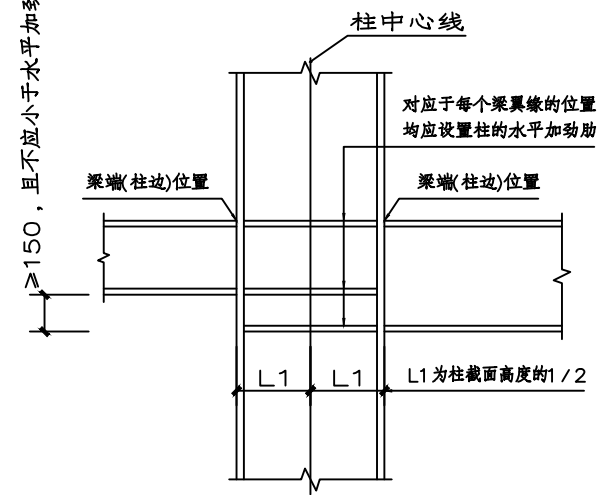 柱中心线
对应于每个梁翼缘的位置
均应设置柱的水平加劲肋
梁端(柱边)位置
梁端(柱边)位置
≥150，且不应小于水平加
L1
L1
L1为柱截面高度的1/2